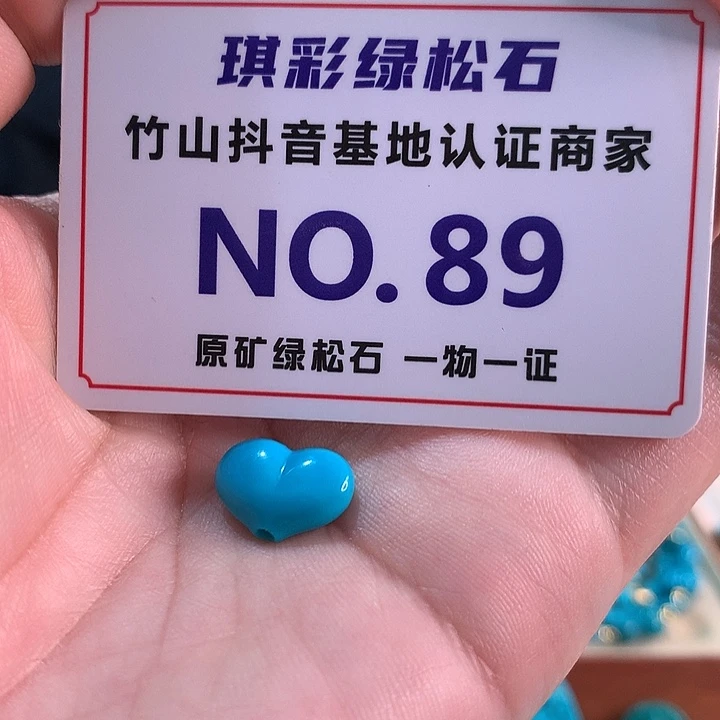 琪彩绿松石
竹山抖音基地认证商家
NO.89
原矿绿松石 一物一证